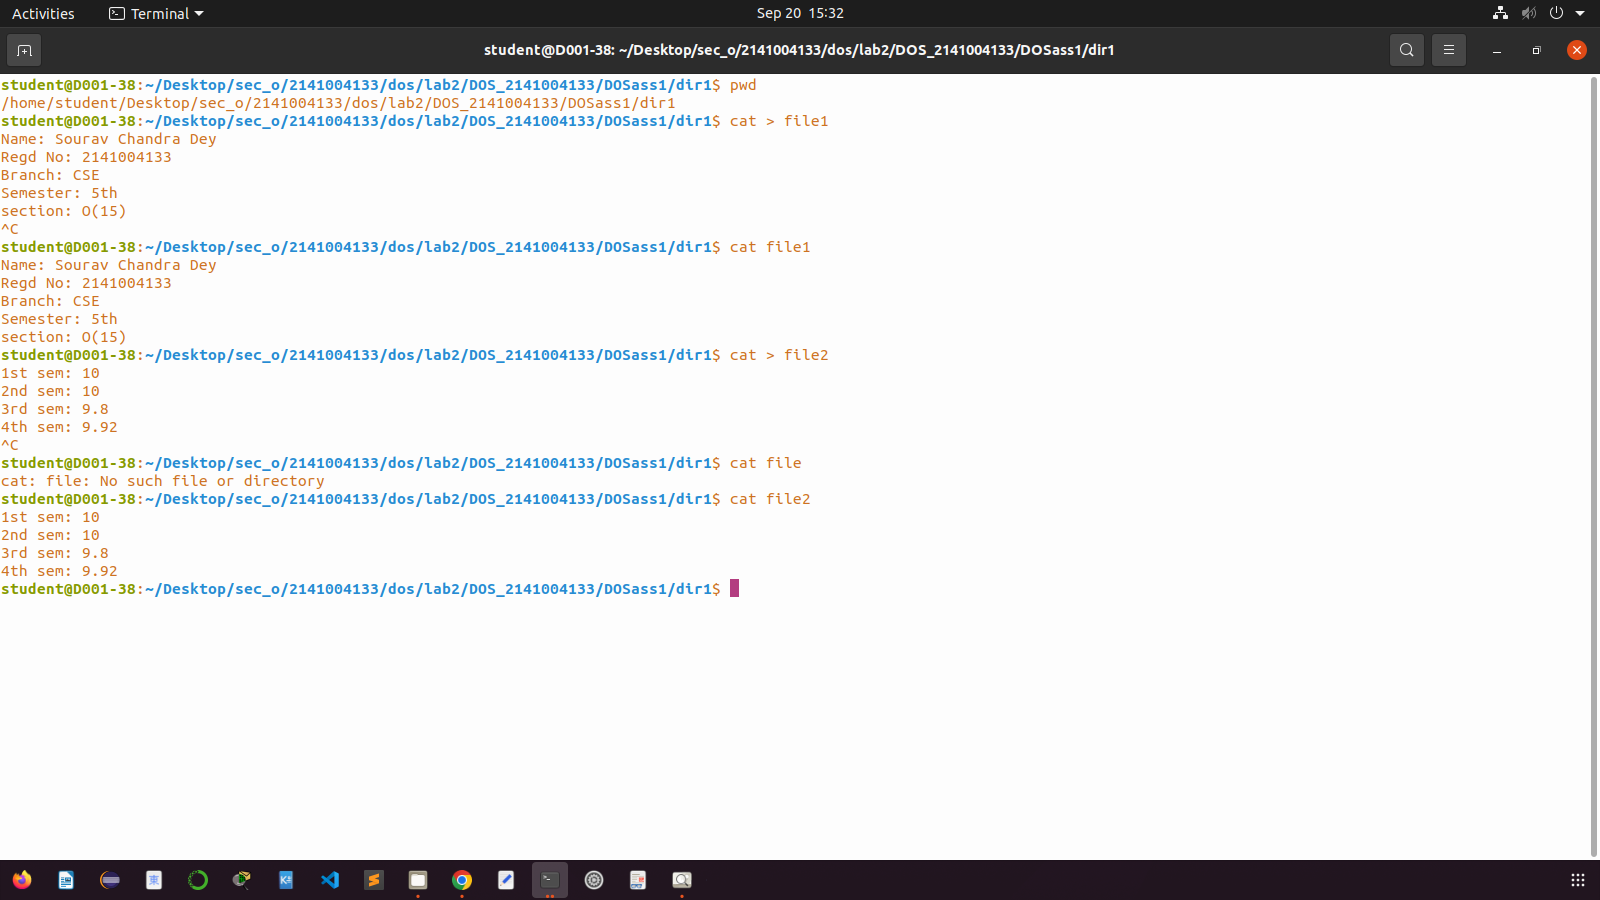 Activities
Terminal
Sep 20 15:32
student@D001-38: ~/Desktop/sec_o/2141004133/dos/lab2/DOS_2141004133/DOSass1/dir1
student@D001-38:~/Desktop/sec_o/2141004133/dos/lab2/DOS_2141004133/DOSass1/dir1$ pwd
/home/student/Desktop/sec_o/2141004133/dos/lab2/DOS_2141004133/DOSass1/dir1
student@D001-38:~/Desktop/sec_o/2141004133/dos/lab2/DOS_2141004133/DOSass1/dir1$ cat > file1
Name: Sourav Chandra Dey
Regd No: 2141004133
Branch: CSE
Semester: 5th
section: O(15)
^C
student@D001-38:~/Desktop/sec_o/2141004133/dos/lab2/DOS_2141004133/DOSass1/dir1$ cat file1
Name: Sourav Chandra Dey
Regd No: 2141004133
Branch: CSE
Semester: 5th
section: O(15)
student@D001-38:~/Desktop/sec_o/2141004133/dos/lab2/DOS_2141004133/DOSass1/dir1$ cat > file2
1st sem: 10
2nd sem: 10
3rd sem: 9.8
4th sem: 9.92
^C
student@D001-38:~/Desktop/sec_o/2141004133/dos/lab2/DOS_2141004133/DOSass1/dir1$ cat file
cat: file: No such file or directory
student@D001-38:~/Desktop/sec_o/2141004133/dos/lab2/DOS_2141004133/DOSass1/dir1$ cat file2
1st sem: 10
2nd sem: 10
3rd sem: 9.8
4th sem: 9.92
student@D001-38:~/Desktop/sec_o/2141004133/dos/lab2/DOS_2141004133/DOSass1/dir1$